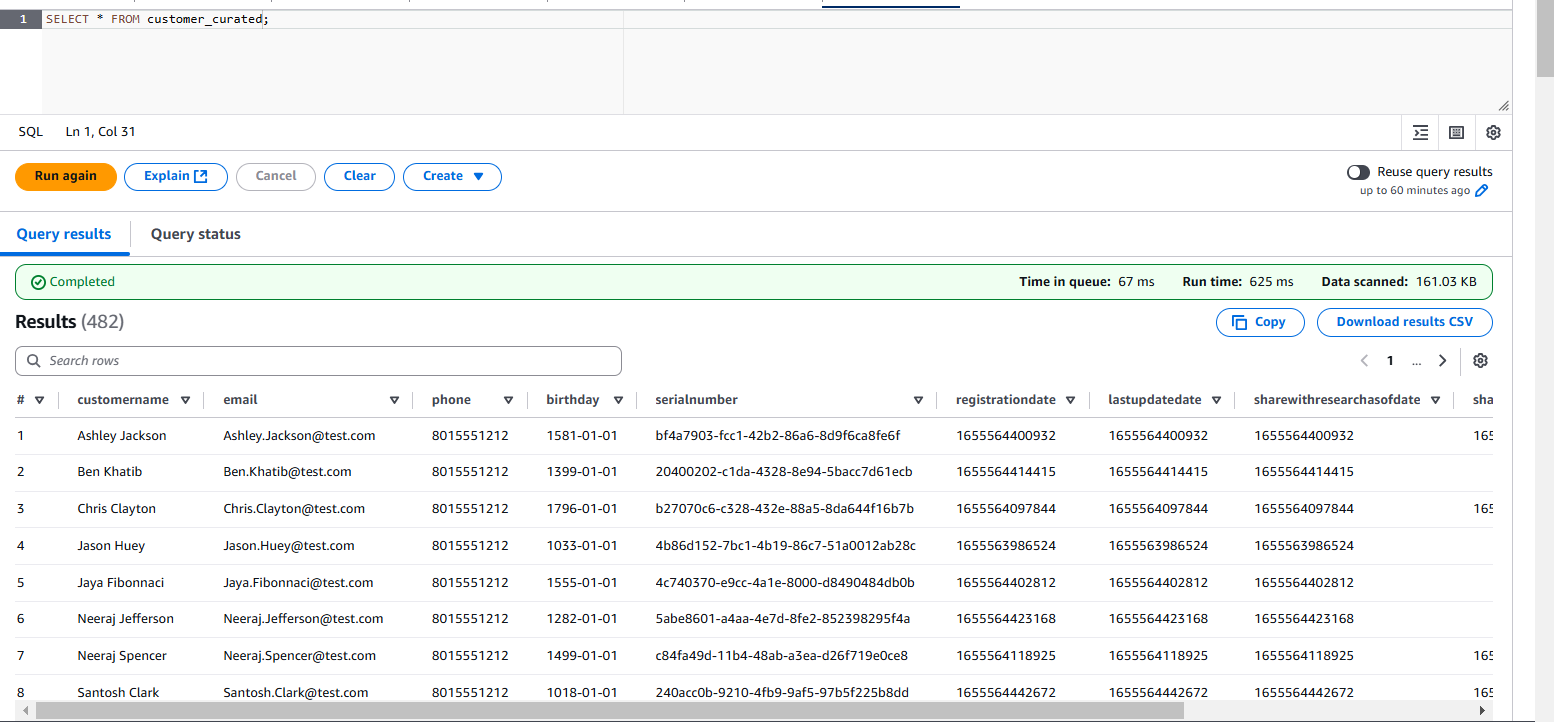 1 SELECT * FROM customer_curated;
SQL Ln 1, Col 31
Run again Explain Cancel Clear Create Reuse query results
up to 60 minutes ago
Query results Query status
Completed Time in queue: 67 ms Run time: 625 ms Data scanned: 161.03 KB
Results (482) Copy Download results CSV
Search rows 1 ...
# customername email phone birthday serialnumber registrationdate lastupdatedate sharewithresearchasofdate sha
1 Ashley Jackson Ashley.Jackson@test.com 8015551212 1581-01-01 bf4a7903-fcc1-42b2-86a6-8d9f6ca8fe6f 1655564400932 1655564400932 1655564400932 165
2 Ben Khatib Ben.Khatib@test.com 8015551212 1399-01-01 20400202-c1da-4328-8e94-5bacc7d61ecb 1655564414415 1655564414415 1655564414415
3 Chris Clayton Chris.Clayton@test.com 8015551212 1796-01-01 b27070c6-c328-432e-88a5-8da644f16b7b 1655564097844 1655564097844 1655564097844 165
4 Jason Huey Jason.Huey@test.com 8015551212 1033-01-01 4b86d152-7bc1-4b19-86c7-51a0012ab28c 1655563986524 1655563986524 1655563986524
5 Jaya Fibonnaci Jaya.Fibonnaci@test.com 8015551212 1555-01-01 4c740370-e9cc-4a1e-8000-d8490484db0b 1655564402812 1655564402812 1655564402812
6 Neeraj Jefferson Neeraj.Jefferson@test.com 8015551212 1282-01-01 5abe8601-a4aa-4e7d-8fe2-852398295f4a 1655564423168 1655564423168 1655564423168
7 Neeraj Spencer Neeraj.Spencer@test.com 8015551212 1499-01-01 c84fa49d-11b4-48ab-a3ea-d26f719e0ce8 1655564118925 1655564118925 1655564118925 165
8 Santosh Clark Santosh.Clark@test.com 8015551212 1018-01-01 240acc0b-9210-4fb9-9af5-97b5f225b8dd 1655564442672 1655564442672 1655564442672 165